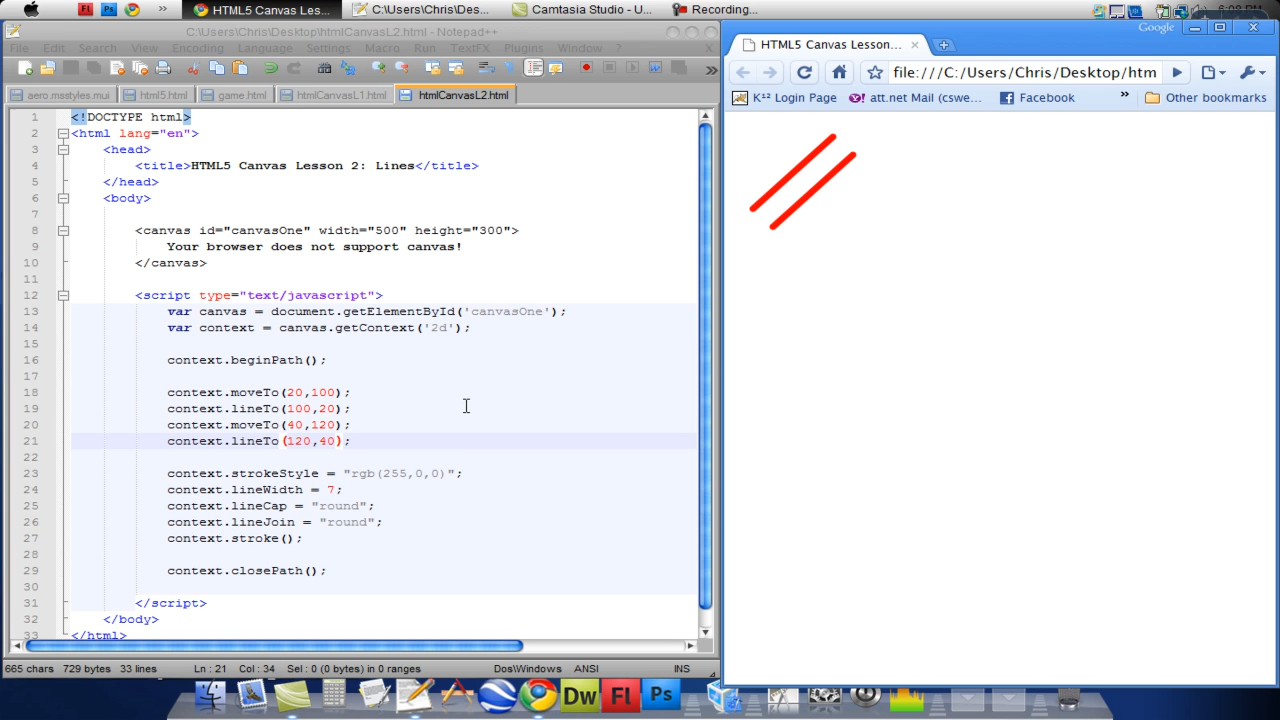 HTML5 Canvas Les...
C:\Users\Chris\Des...
Camtasia Studio - U...
Recording...
6:08 PM
C:\Users\Chris\Desktop\htmlCanvasL2.html - Notepad++
File Edit Search View Encoding Language Settings Macro Run TextFX Plugins Window ? X
aero.msstyles.mui html5.html game.html htmlCanvasL1.html htmlCanvasL2.html
1 <!DOCTYPE html>
2 <html lang="en">
3 <head>
4 <title>HTML5 Canvas Lesson 2: Lines</title>
5 </head>
6 <body>
7
8 <canvas id="canvasOne" width="500" height="300">
9 Your browser does not support canvas!
10 </canvas>
11
12 <script type="text/javascript">
13 var canvas = document.getElementById('canvasOne');
14 var context = canvas.getContext('2d');
15
16 context.beginPath();
17
18 context.moveTo(20,100);
19 context.lineTo(100,20);
20 context.moveTo(40,120);
21 context.lineTo(120,40);
22
23 context.strokeStyle = "rgb(255,0,0)";
24 context.lineWidth = 7;
25 context.lineCap = "round";
26 context.lineJoin = "round";
27 context.stroke();
28
29 context.closePath();
30
31 </script>
32 </body>
33 </html>
665 chars 729 bytes 33 lines Ln : 21 Col : 34 Sel : 0 (0 bytes) in 0 ranges Dos\Windows ANSI INS
Google
HTML5 Canvas Lesson...
file:///C:/Users/Chris/Desktop/htm
K¹² Login Page att.net Mail (cswe... Facebook » Other bookmarks
Dw Fl Ps